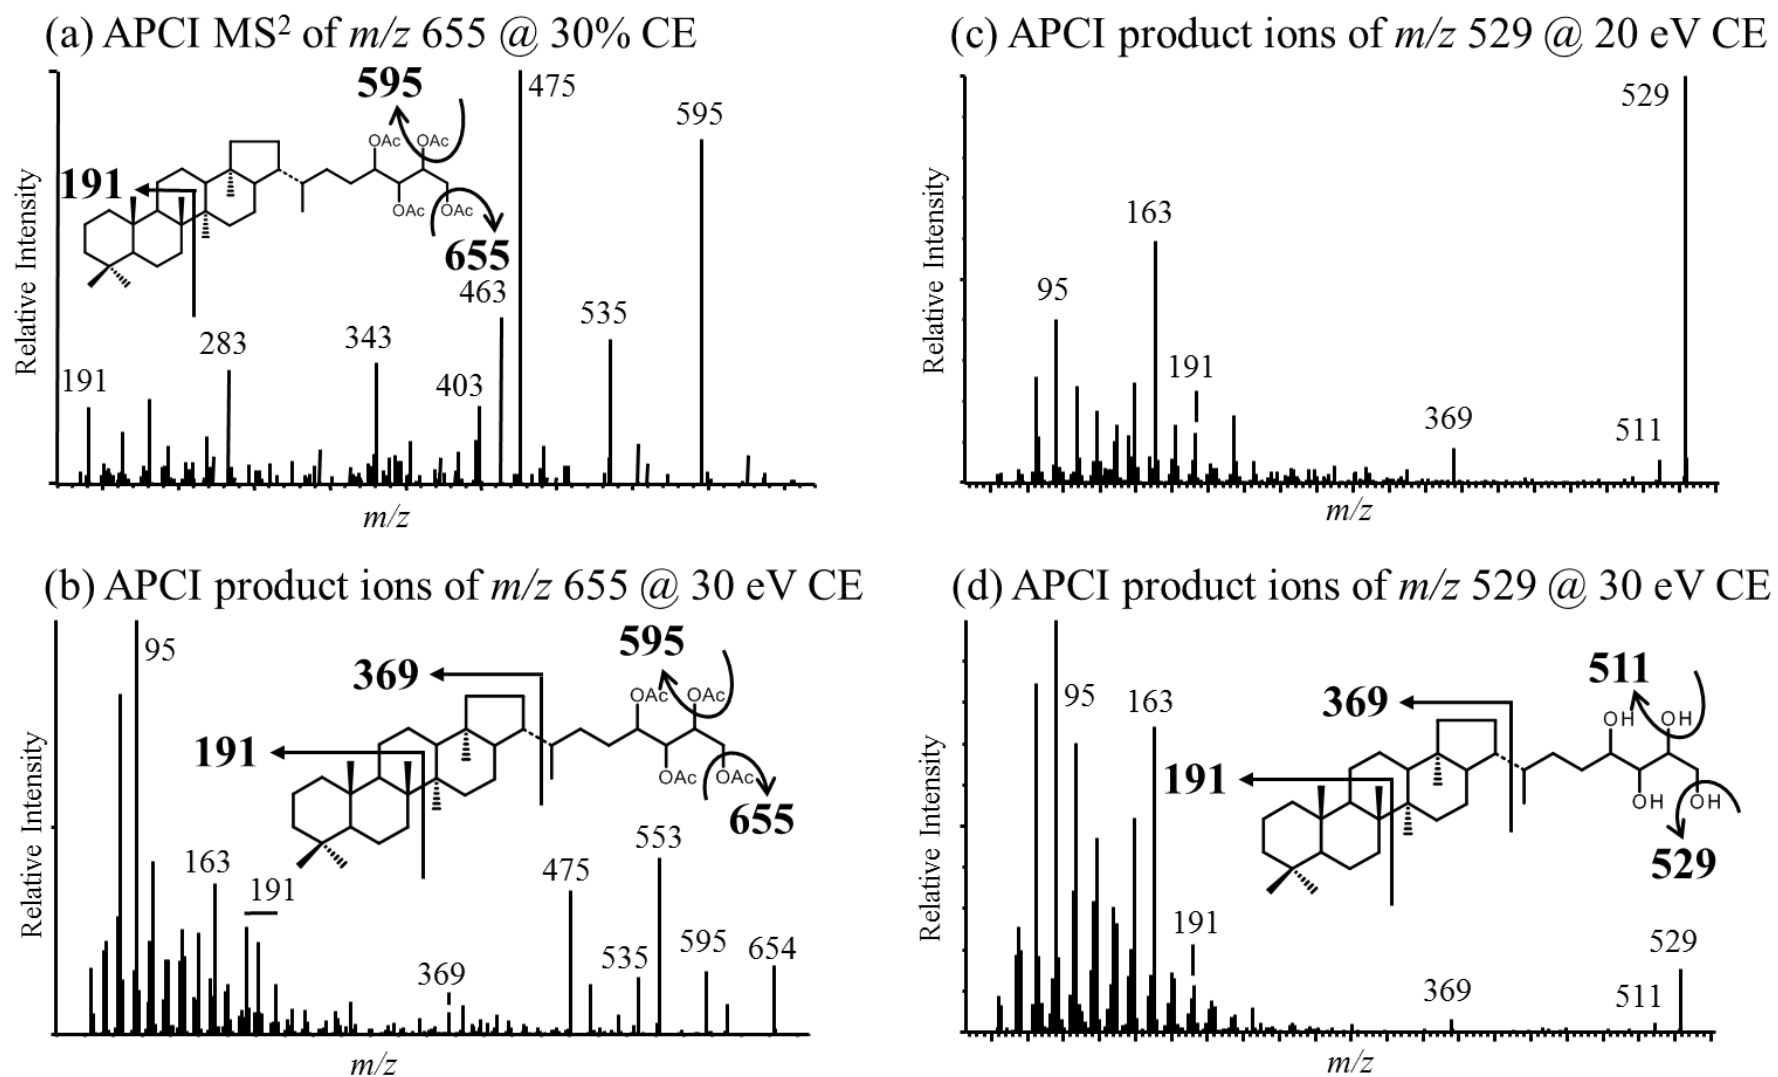 (a) APCI MS² of m/z 655 @ 30% CE
595
475
595
OAc OAc
191
OAc OAc
655
463
535
283
343
403
191
Relative Intensity
m/z
(c) APCI product ions of m/z 529 @ 20 eV CE
529
163
95
191
369
511
Relative Intensity
m/z
(b) APCI product ions of m/z 655 @ 30 eV CE
95
595
369
OAc OAc
191
OAc OAc
655
553
163
191
475
535
595
654
369
Relative Intensity
m/z
(d) APCI product ions of m/z 529 @ 30 eV CE
511
95
163
369
OH OH
191
OH OH
529
191
529
369
511
Relative Intensity
m/z